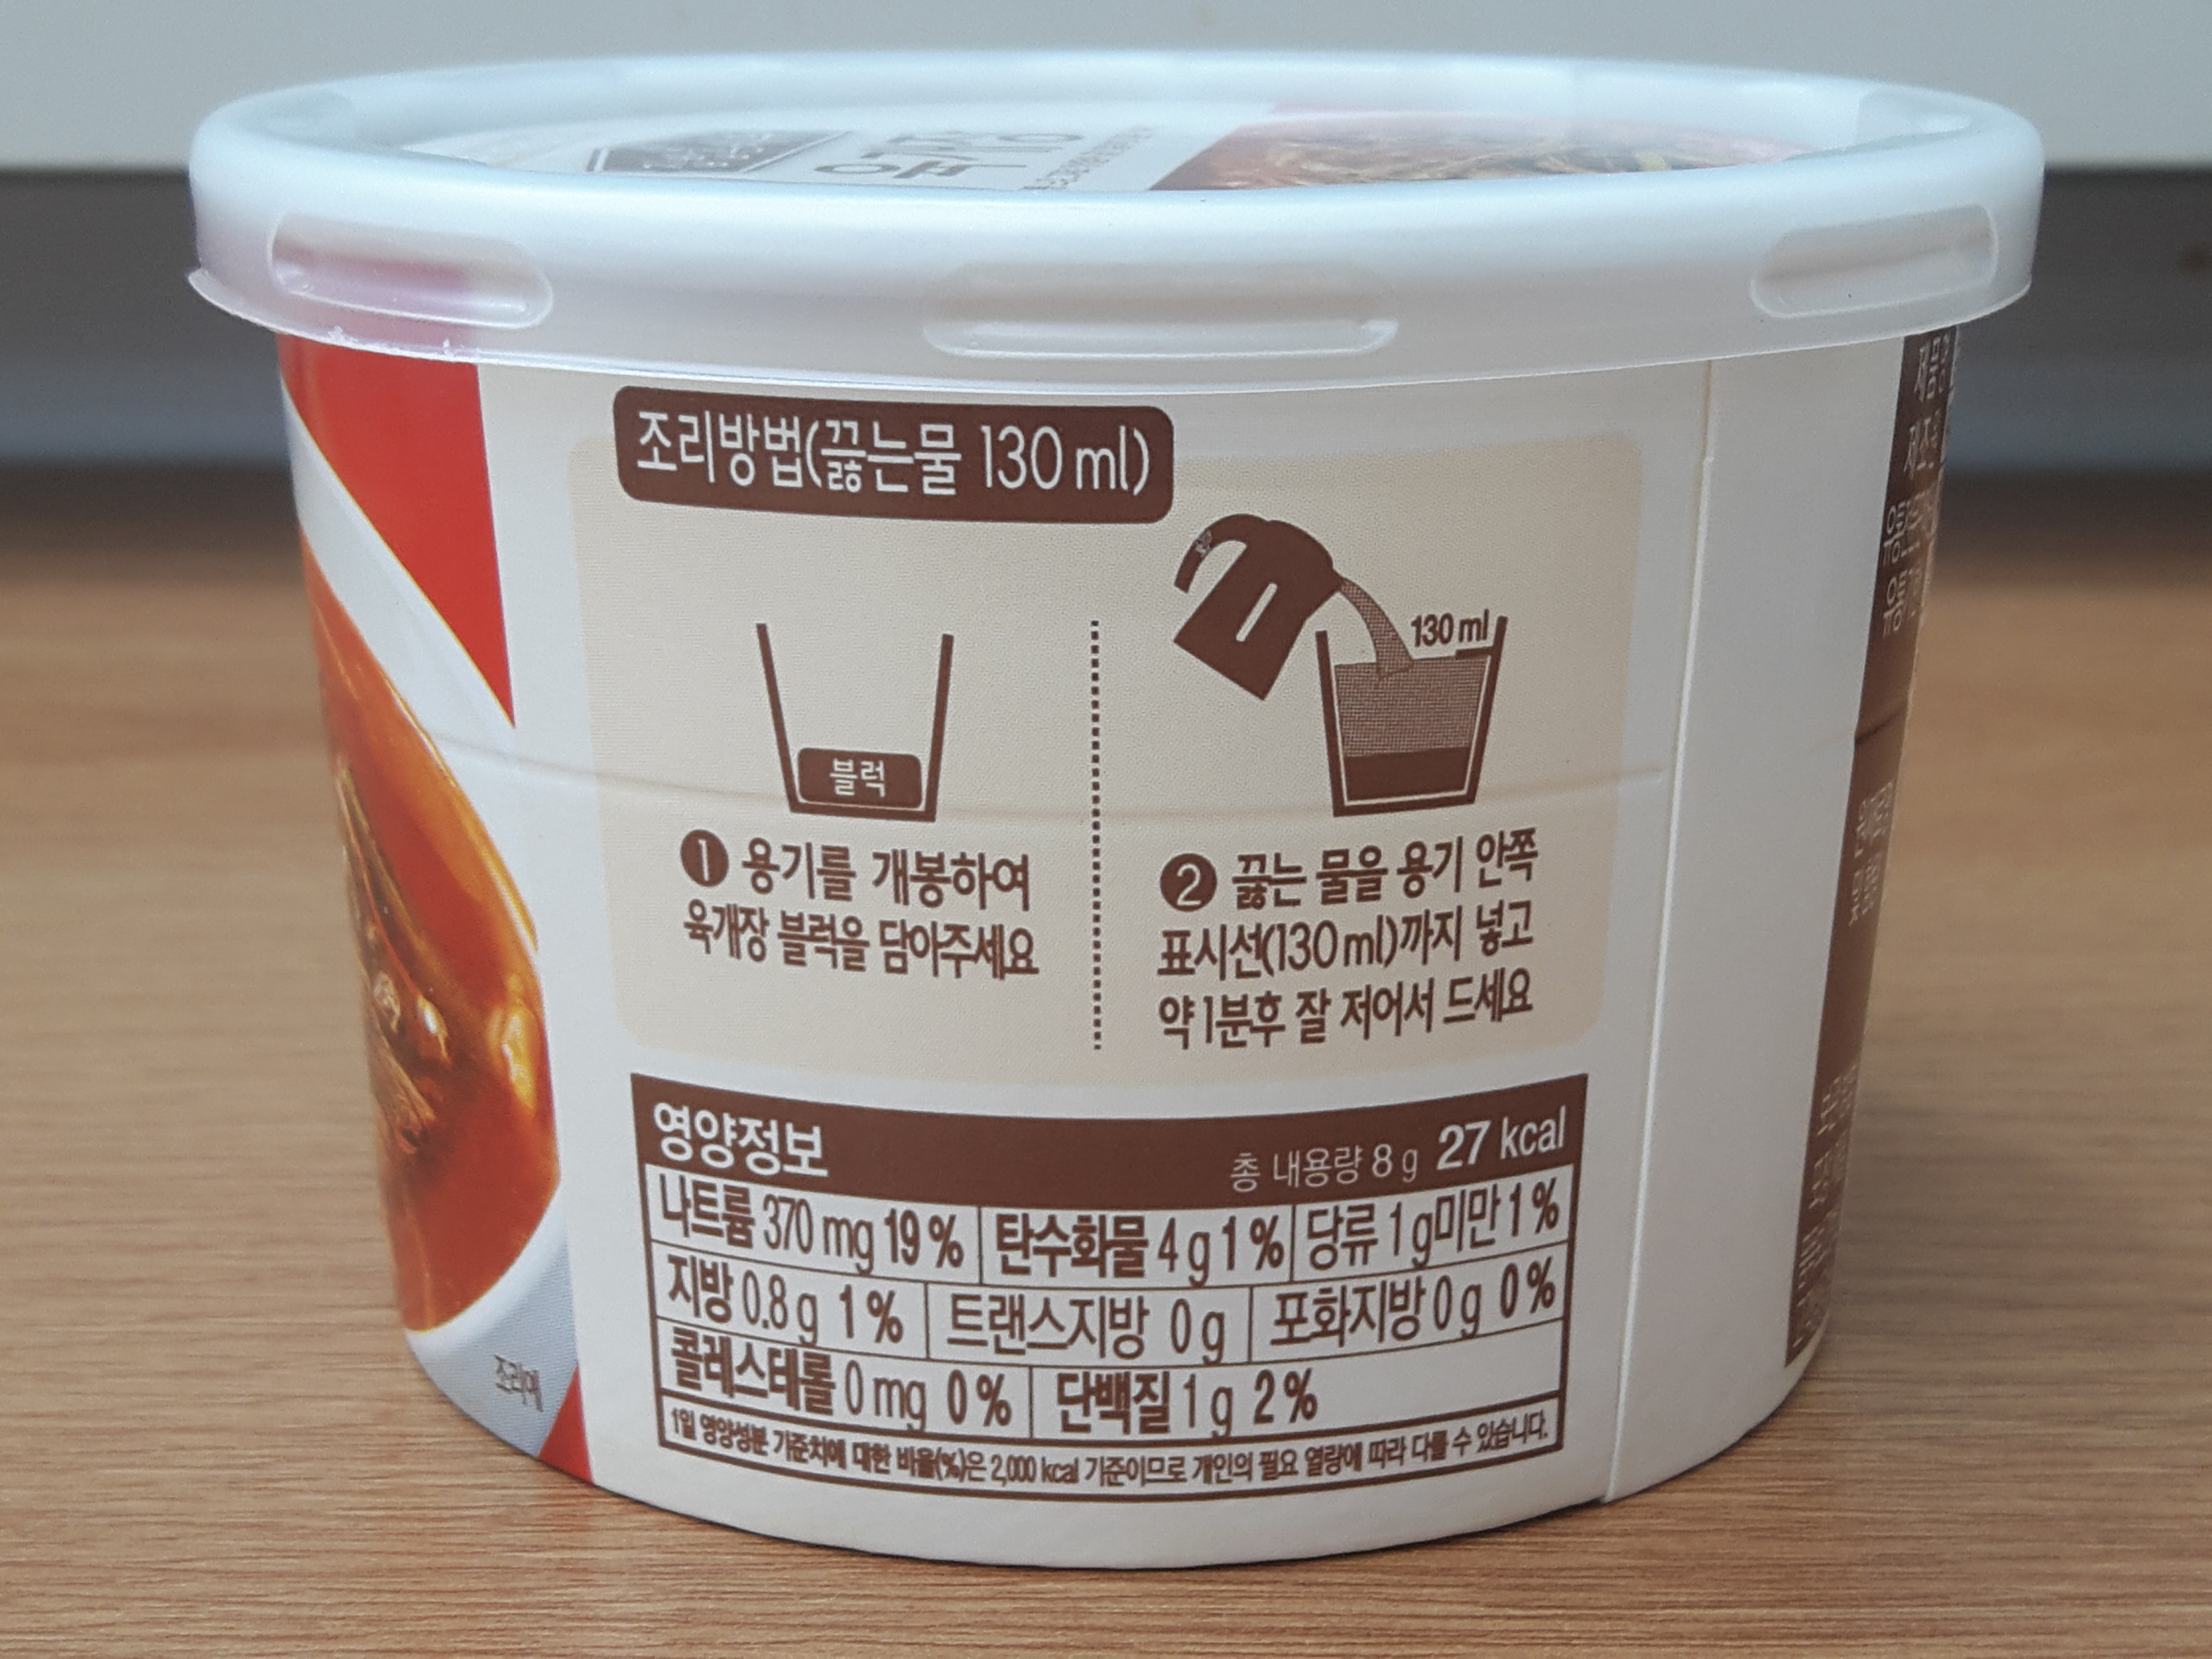 조리방법(끓는물 130 ml)
130 ml
블럭
1 용기를 개봉하여
육개장 블럭을 담아주세요
2 끓는 물을 용기 안쪽
표시선(130 ml)까지 넣고
약 1분후 잘 저어서 드세요
영양정보 총 내용량 8 g 27 kcal
나트륨 370 mg 19 % 탄수화물 4 g 1 % 당류 1 g미만 1 %
지방 0.8 g 1 % 트랜스지방 0 g 포화지방 0 g 0 %
콜레스테롤 0 mg 0 % 단백질 1 g 2 %
1일 영양성분 기준치에 대한 비율(%)은 2,000 kcal 기준이므로 개인의 필요 열량에 따라 다를 수 있습니다.
조리예